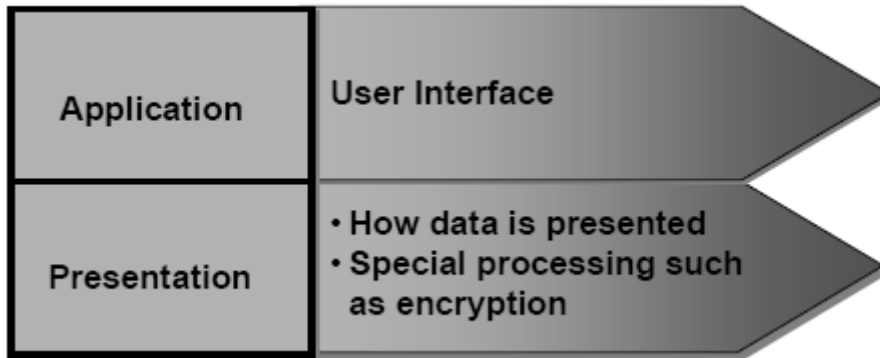 Application
User Interface
Presentation
• How data is presented
• Special processing such
as encryption